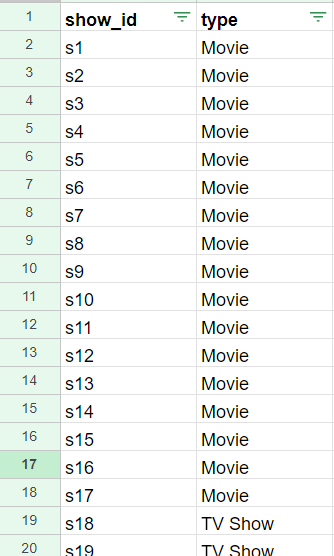 1 show_id type
2 s1 Movie
3 s2 Movie
4 s3 Movie
5 s4 Movie
6 s5 Movie
7 s6 Movie
8 s7 Movie
9 s8 Movie
10 s9 Movie
11 s10 Movie
12 s11 Movie
13 s12 Movie
14 s13 Movie
15 s14 Movie
16 s15 Movie
17 s16 Movie
18 s17 Movie
19 s18 TV Show
20 s19 TV Show